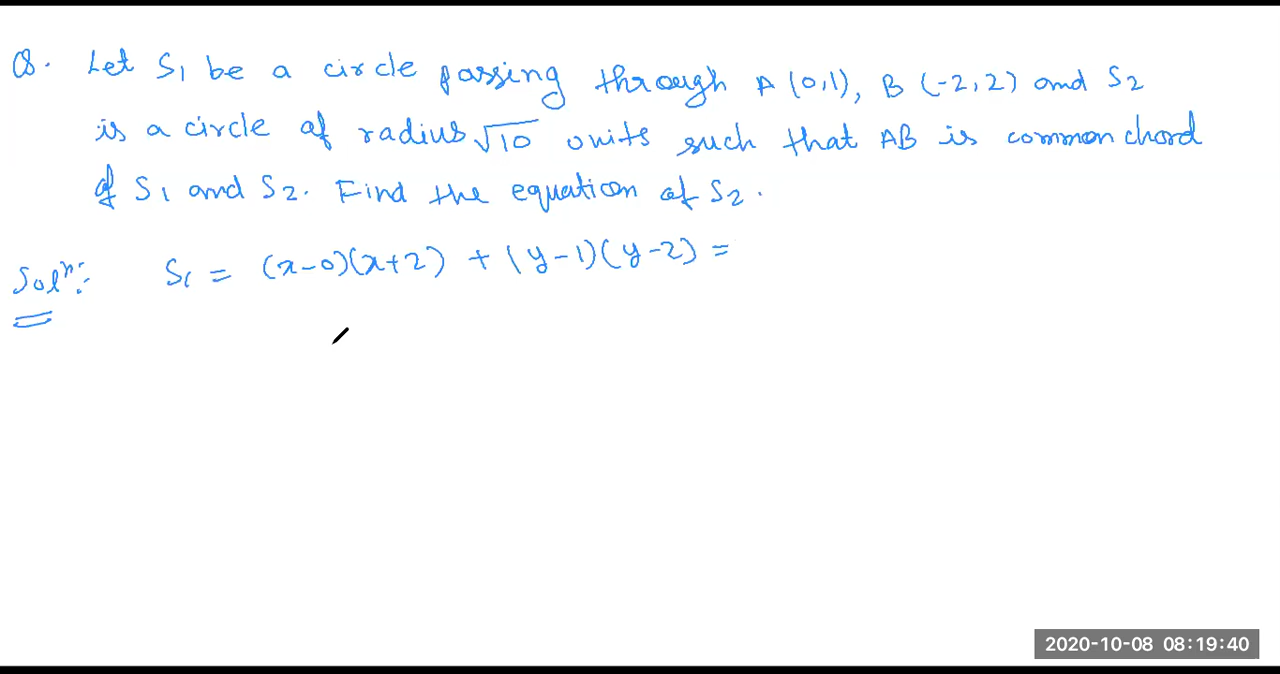 Q. Let S1 be a circle passing through A (0,1), B (-2,2) and S2
is a circle of radius √10 units such that AB is common chord
of S1 and S2. Find the equation of S2.
Solⁿ:- S1 = (x-0)(x+2) + (y-1)(y-2) =
2020-10-08 08:19:40